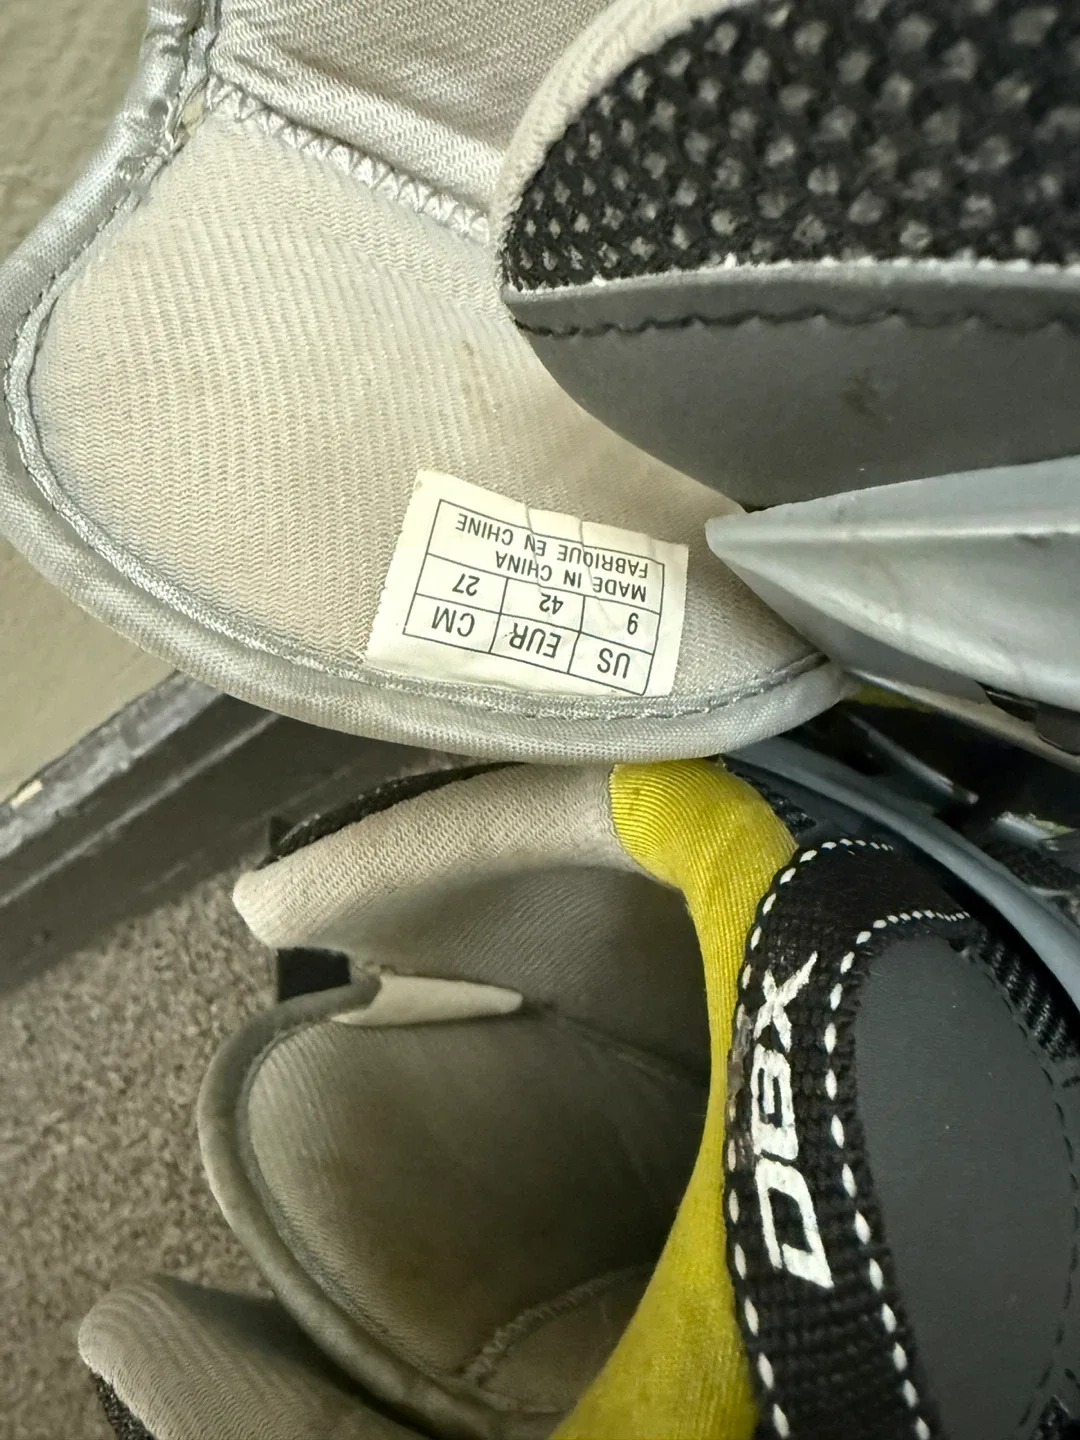 US EUR CM
9 42 27
MADE IN CHINA
FABRIQUE EN CHINE
DBX